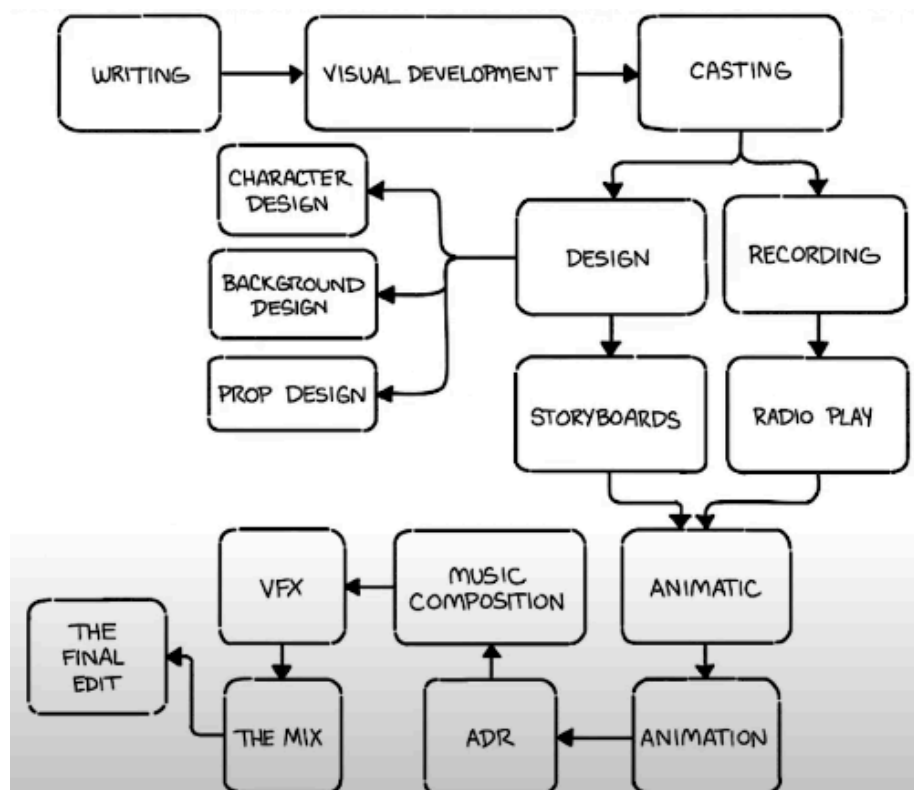 WRITING
VISUAL DEVELOPMENT
CASTING
CHARACTER
DESIGN
BACKGROUND
DESIGN
PROP DESIGN
DESIGN
RECORDING
STORYBOARDS
RADIO PLAY
ANIMATIC
MUSIC
COMPOSITION
VFX
THE
FINAL
EDIT
THE MIX
ADR
ANIMATION